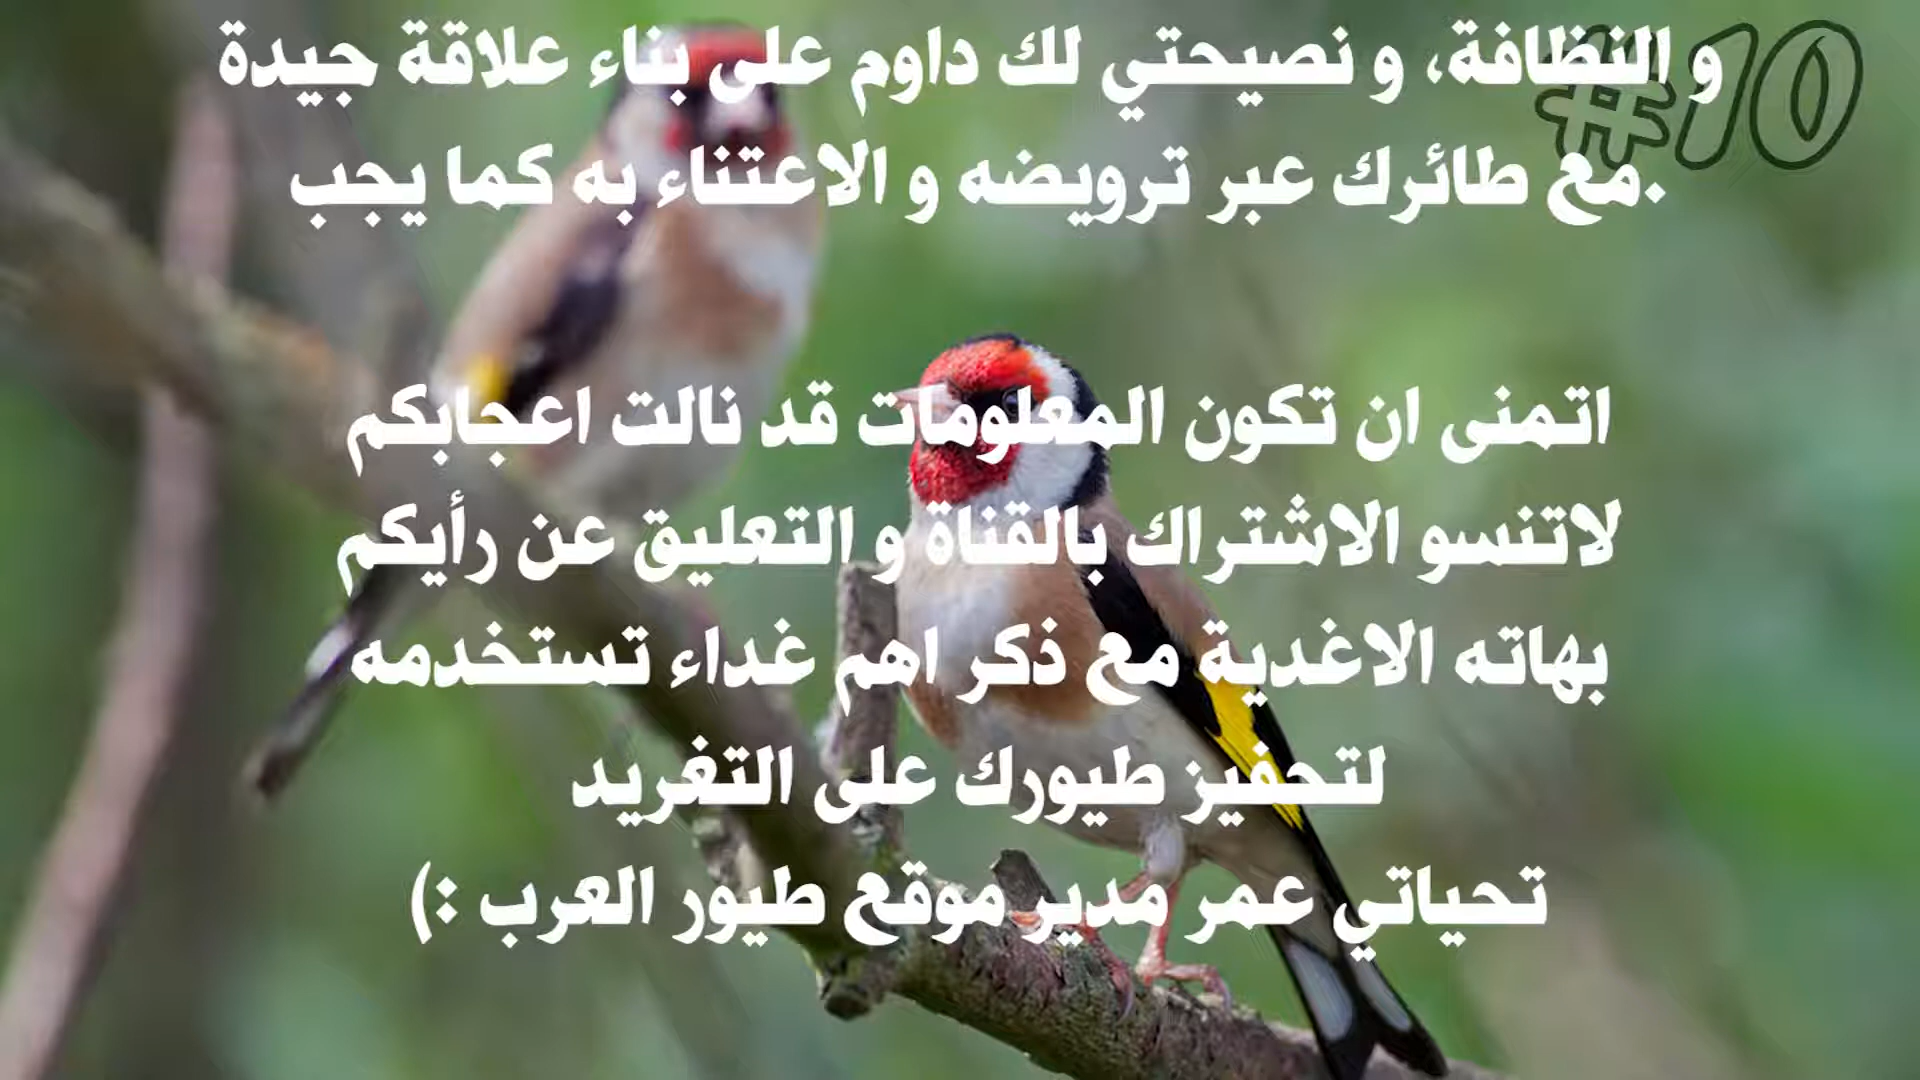 #10
و النظافة، و نصيحتي لك داوم على بناء علاقة جيدة
.مع طائرك عبر ترويضه و الاعتناء به كما يجب
اتمنى ان تكون المعلومات قد نالت اعجابكم
لاتنسو الاشتراك بالقناة و التعليق عن رأيكم
بهاته الاغدية مع ذكر اهم غداء تستخدمه
لتحفيز طيورك على التغريد
تحياتي عمر مدير موقع طيور العرب :)